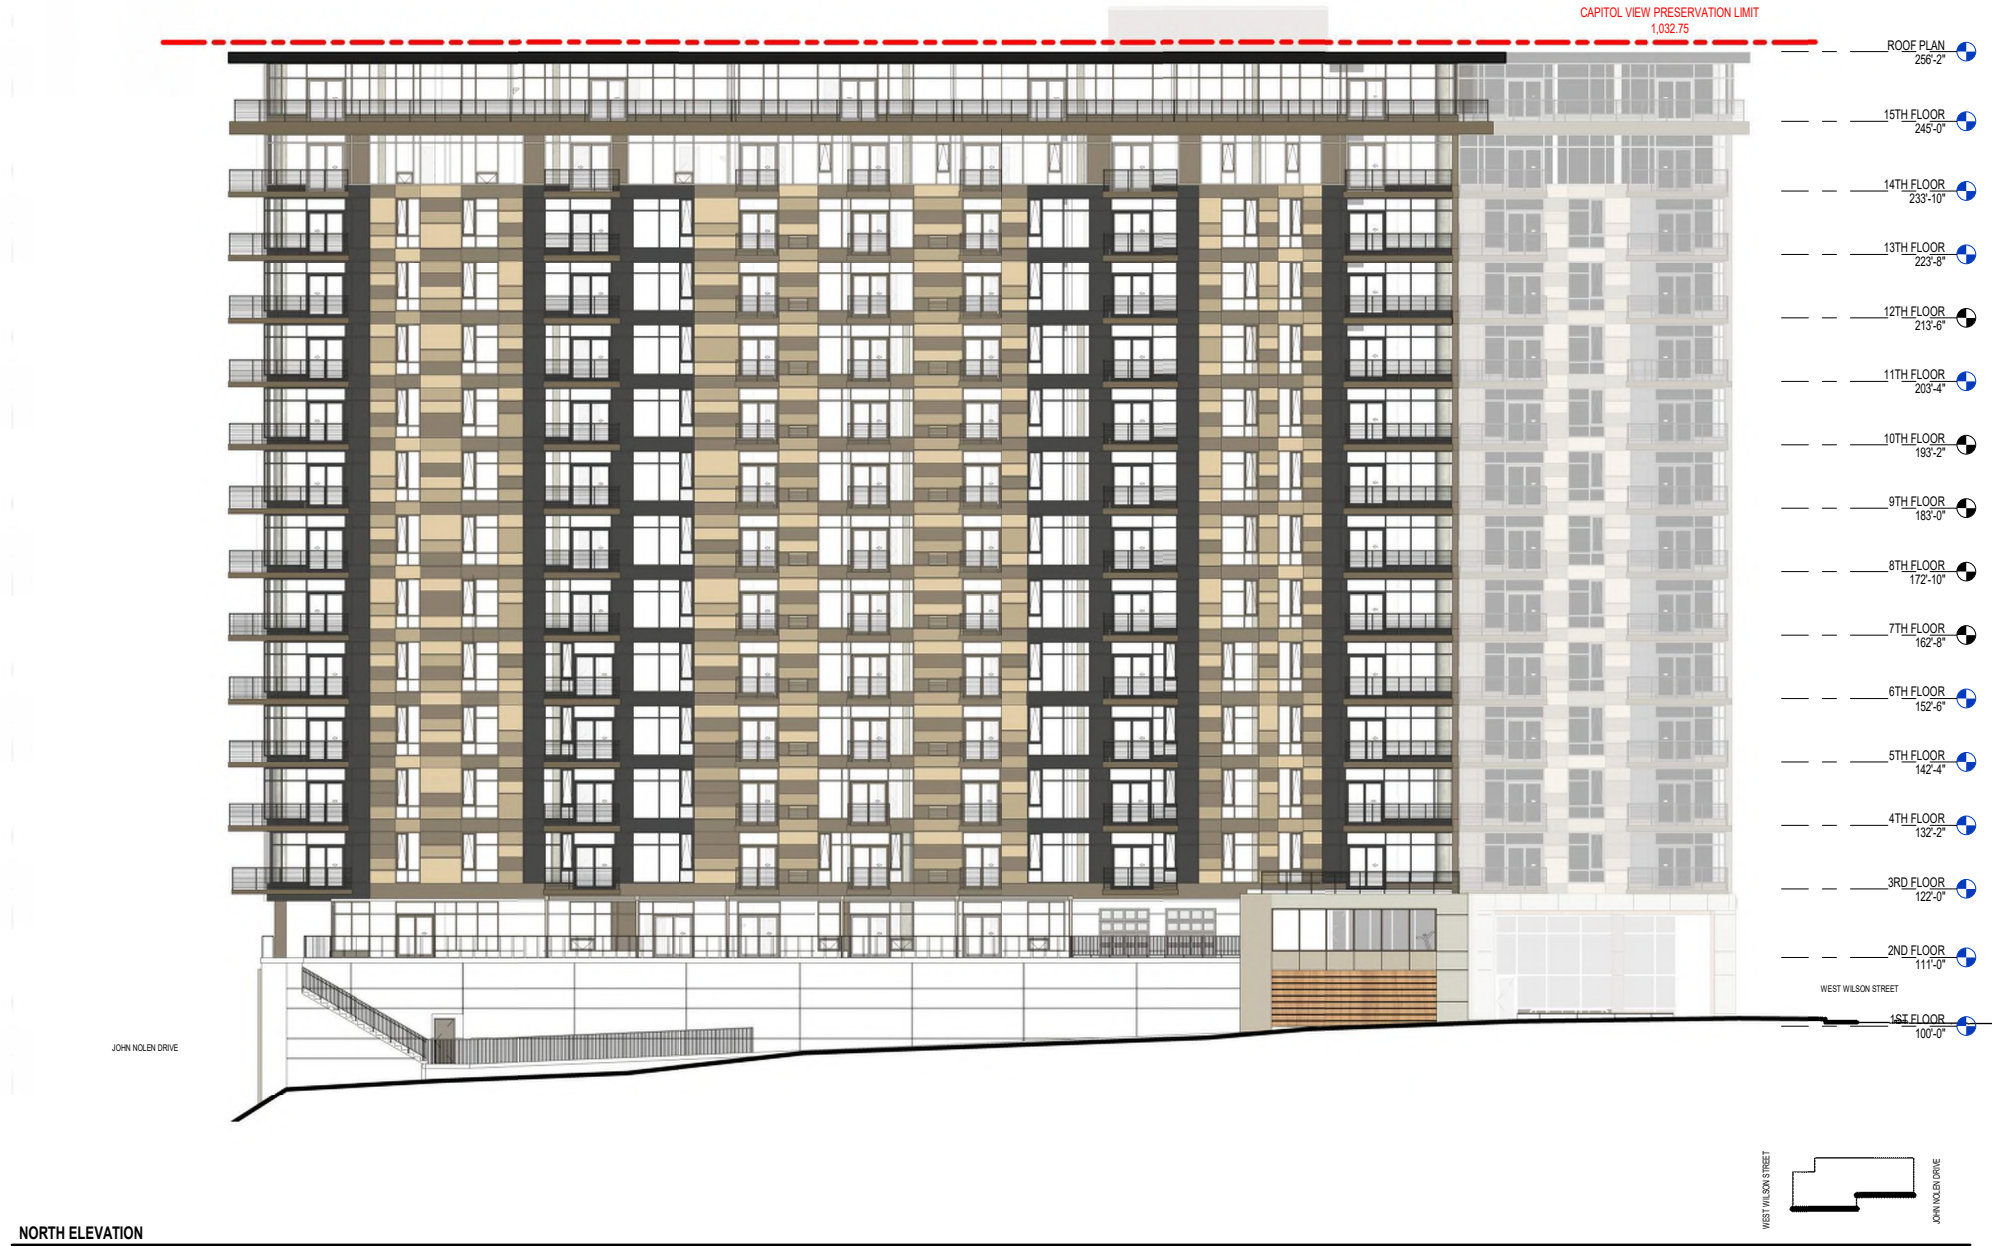 CAPITOL VIEW PRESERVATION LIMIT
1,032.75
ROOF PLAN
256'-2"
15TH FLOOR
245'-0"
14TH FLOOR
233'-10"
13TH FLOOR
223'-8"
12TH FLOOR
213'-6"
11TH FLOOR
203'-4"
10TH FLOOR
193'-2"
9TH FLOOR
183'-0"
8TH FLOOR
172'-10"
7TH FLOOR
162'-8"
6TH FLOOR
152'-6"
5TH FLOOR
142'-4"
4TH FLOOR
132'-2"
3RD FLOOR
122'-0"
2ND FLOOR
111'-0"
WEST WILSON STREET
1ST FLOOR
100'-0"
JOHN NOLEN DRIVE
WEST WILSON STREET
JOHN NOLEN DRIVE
NORTH ELEVATION